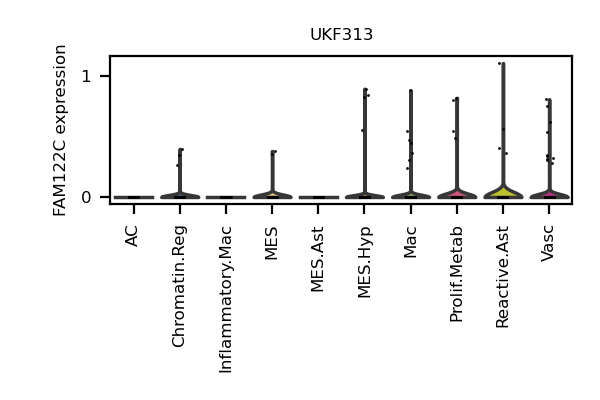 UKF313
FAM122C expression
1
0
AC
Chromatin.Reg
Inflammatory.Mac
MES
MES.Ast
MES.Hyp
Mac
Prolif.Metab
Reactive.Ast
Vasc